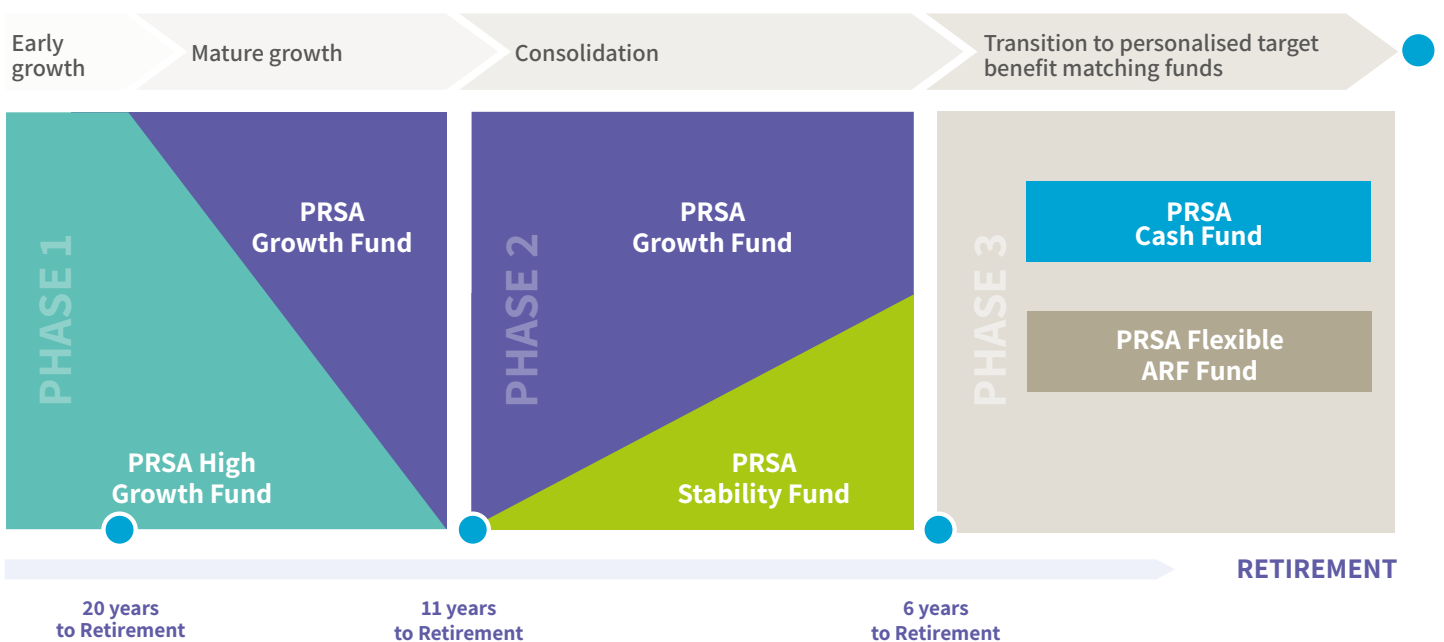 Early
growth
Mature growth
Consolidation
Transition to personalised target
benefit matching funds
PHASE 1
PRSA
Growth Fund
PRSA High
Growth Fund
PHASE 2
PRSA
Growth Fund
PRSA
Stability Fund
PHASE 3
PRSA
Cash Fund
PRSA Flexible
ARF Fund
RETIREMENT
20 years
to Retirement
11 years
to Retirement
6 years
to Retirement